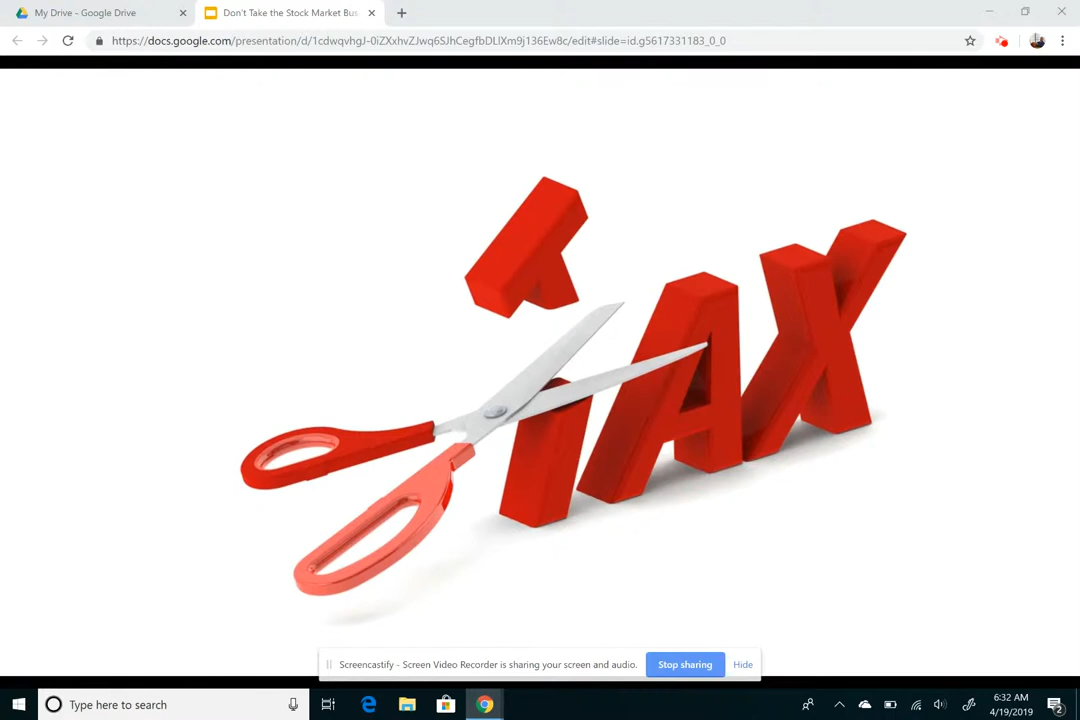 My Drive - Google Drive
Don't Take the Stock Market Bus
https://docs.google.com/presentation/d/1cdwqvhgJ-0iZXxhvZJwq6SJhCegfbDLlXm9j136Ew8c/edit#slide=id.g5617331183_0_0
TAX
Screencastify - Screen Video Recorder is sharing your screen and audio.
Stop sharing
Hide
Type here to search
6:32 AM
4/19/2019
2